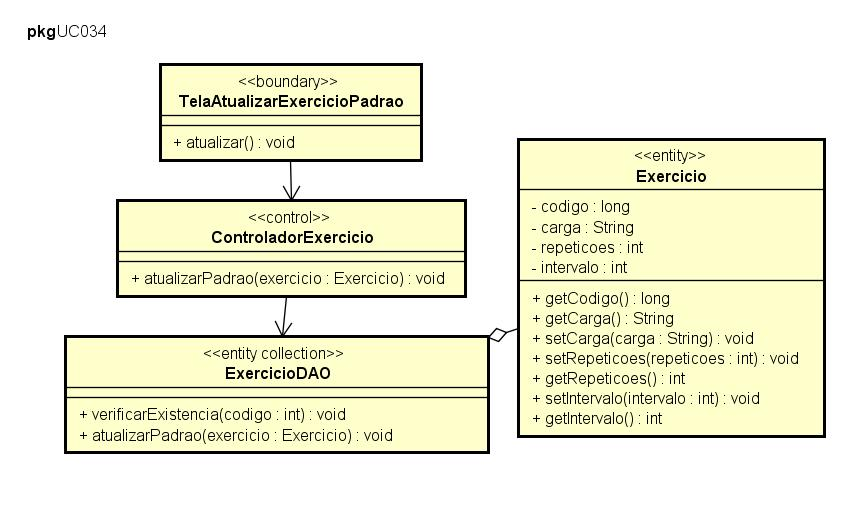 pkgUC034
<<boundary>>
TelaAtualizarExercicioPadrao
+ atualizar() : void
<<control>>
ControladorExercicio
+ atualizarPadrao(exercicio : Exercicio) : void
<<entity collection>>
ExercicioDAO
+ verificarExistencia(codigo : int) : void
+ atualizarPadrao(exercicio : Exercicio) : void
<<entity>>
Exercicio
- codigo : long
- carga : String
- repeticoes : int
- intervalo : int
+ getCodigo() : long
+ getCarga() : String
+ setCarga(carga : String) : void
+ setRepeticoes(repeticoes : int) : void
+ getRepeticoes() : int
+ setIntervalo(intervalo : int) : void
+ getIntervalo() : int